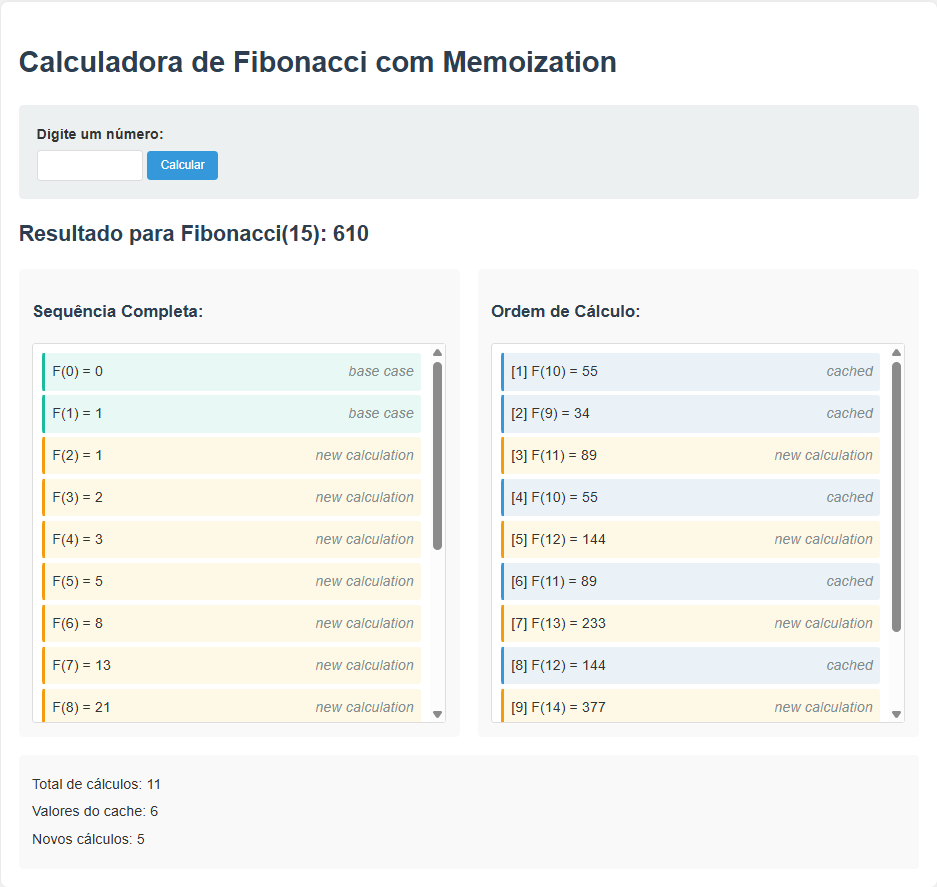 Calculadora de Fibonacci com Memoization
Digite um número:
Calcular
Resultado para Fibonacci(15): 610
Sequência Completa:
F(0) = 0 base case
F(1) = 1 base case
F(2) = 1 new calculation
F(3) = 2 new calculation
F(4) = 3 new calculation
F(5) = 5 new calculation
F(6) = 8 new calculation
F(7) = 13 new calculation
F(8) = 21 new calculation
Ordem de Cálculo:
[1] F(10) = 55 cached
[2] F(9) = 34 cached
[3] F(11) = 89 new calculation
[4] F(10) = 55 cached
[5] F(12) = 144 new calculation
[6] F(11) = 89 cached
[7] F(13) = 233 new calculation
[8] F(12) = 144 cached
[9] F(14) = 377 new calculation
Total de cálculos: 11
Valores do cache: 6
Novos cálculos: 5